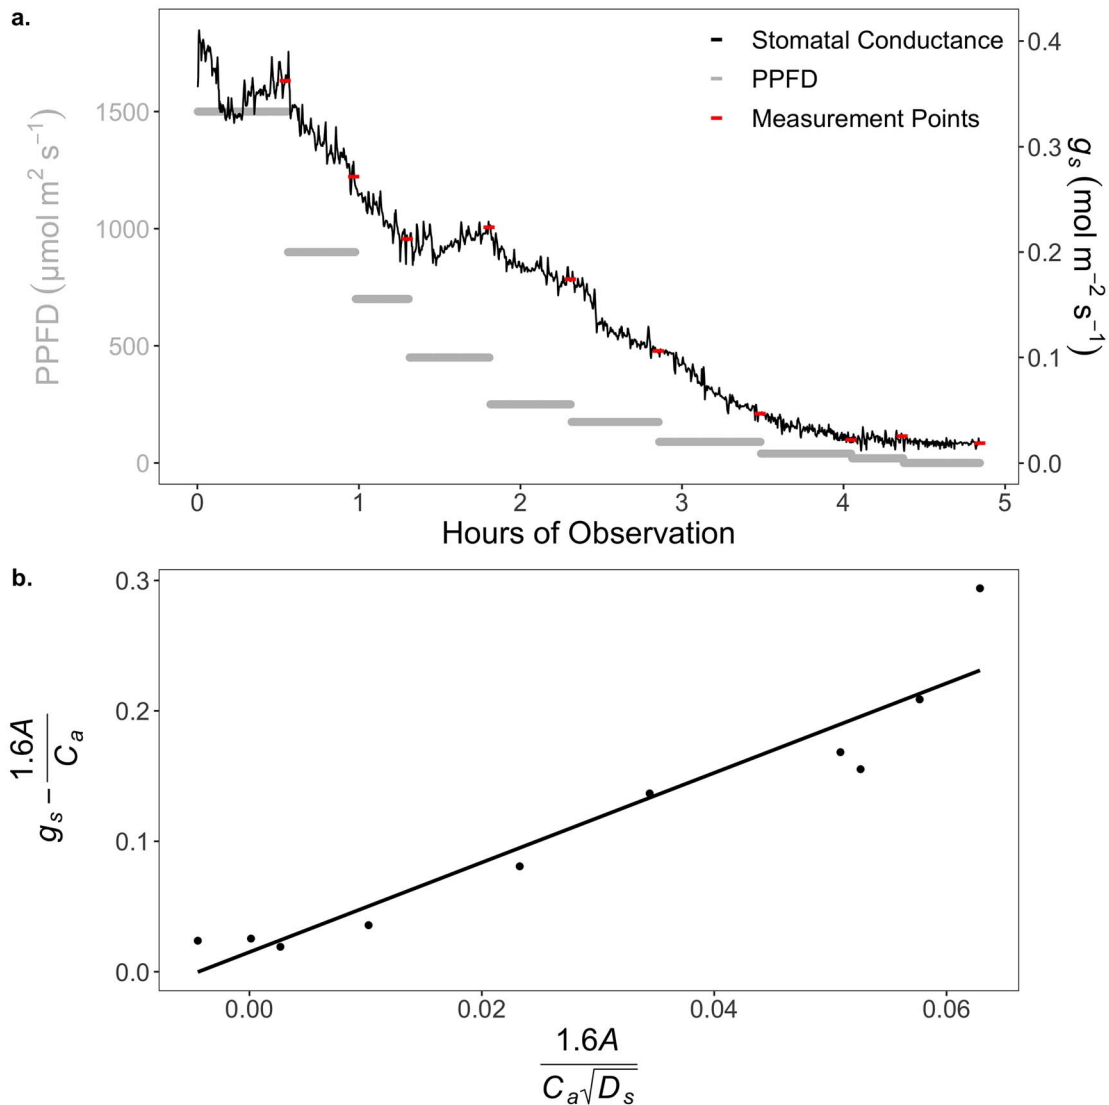 a.
Stomatal Conductance
PPFD
Measurement Points
PPFD (μmol m² s⁻¹)
1500
1000
500
0
0.4
0.3
0.2
0.1
0.0
gₛ (mol m⁻² s⁻¹)
0 1 2 3 4 5
Hours of Observation
b.
gₛ − 1.6A / Cₐ
0.3
0.2
0.1
0.0
0.00 0.02 0.04 0.06
1.6A
Cₐ√Dₛ